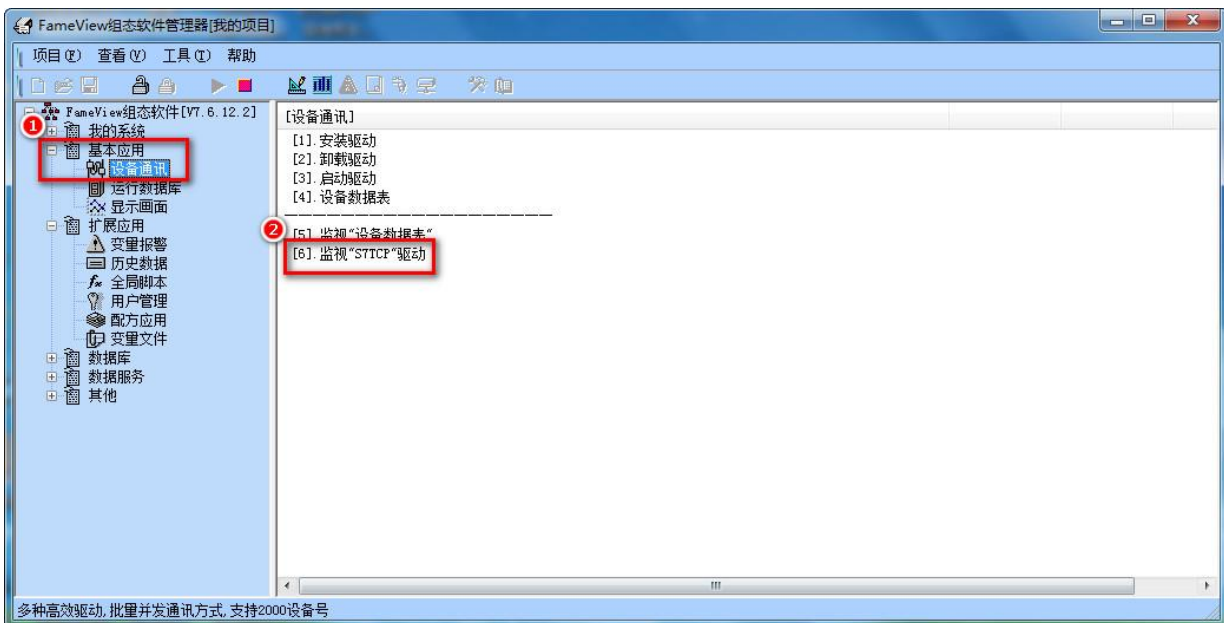 FameView组态软件管理器[我的项目]
项目(P) 查看(V) 工具(T) 帮助
FameView组态软件[V7.6.12.2]
1
我的系统
基本应用
设备通讯
运行数据库
显示画面
扩展应用
变量报警
历史数据
全局脚本
用户管理
配方应用
变量文件
数据库
数据服务
其他
[设备通讯]
[1].安装驱动
[2].卸载驱动
[3].启动驱动
[4].设备数据表
2
[5].监视"设备数据表"
[6].监视"S7TCP"驱动
多种高效驱动,批量并发通讯方式,支持2000设备号